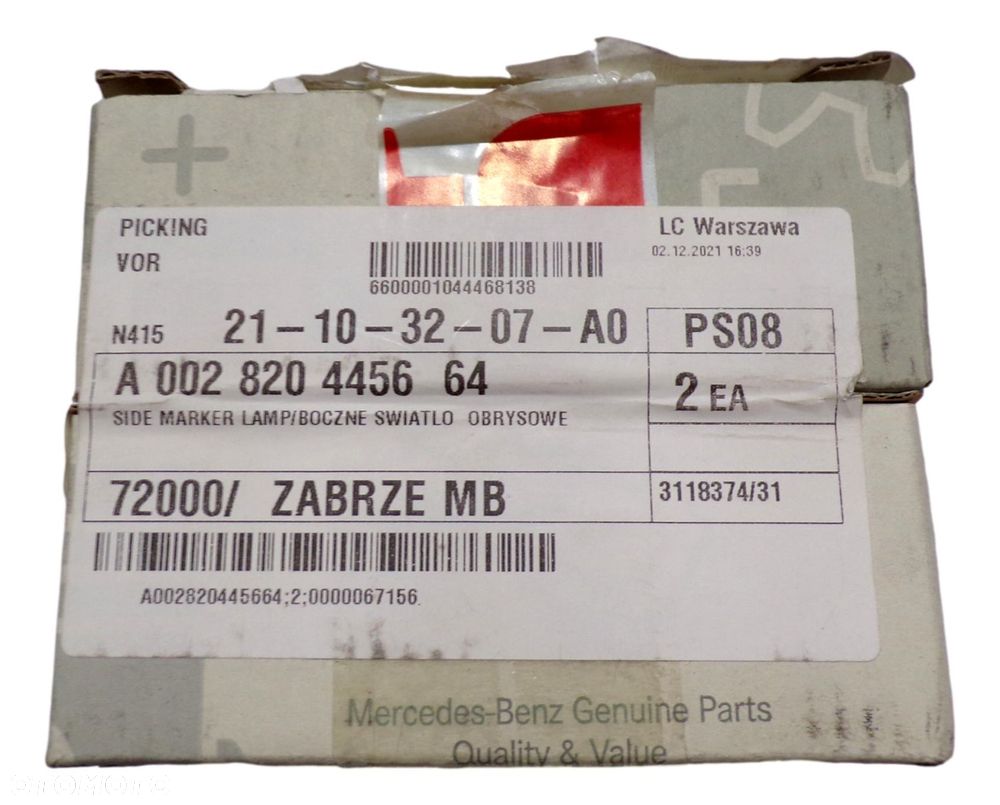 PICKING
LC Warszawa
VOR
02.12.2021 16:39
6600001044468138
N415 21-10-32-07-A0 PS08
A 002 820 4456 64 2 EA
SIDE MARKER LAMP/BOCZNE SWIATLO OBRYSOWE
72000/ ZABRZE MB 3118374/31
A002820445664;2;0000067156.
Mercedes-Benz Genuine Parts
Quality & Value
OTOMOTO